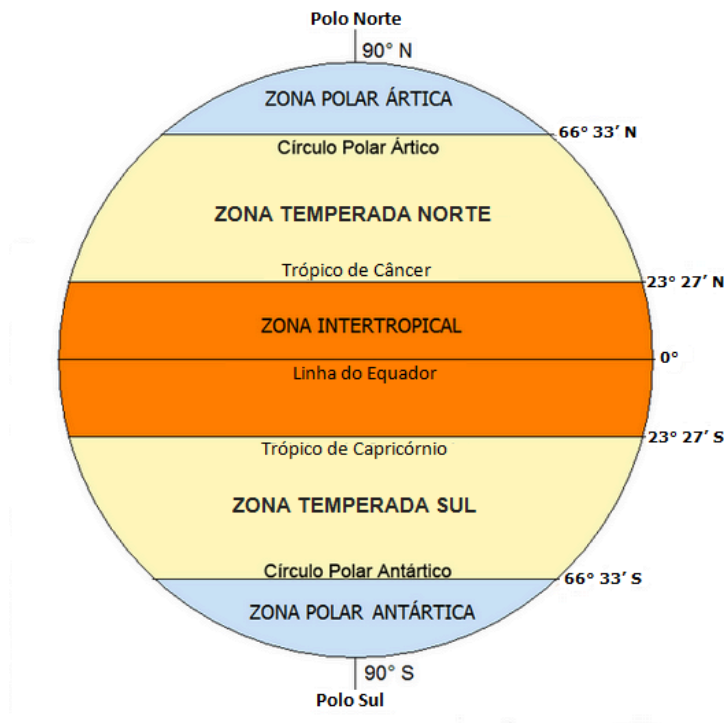 Polo Norte
90° N
ZONA POLAR ÁRTICA
66° 33′ N
Círculo Polar Ártico
ZONA TEMPERADA NORTE
Trópico de Câncer
23° 27′ N
ZONA INTERTROPICAL
0°
Linha do Equador
23° 27′ S
Trópico de Capricórnio
ZONA TEMPERADA SUL
Círculo Polar Antártico
66° 33′ S
ZONA POLAR ANTÁRTICA
90° S
Polo Sul